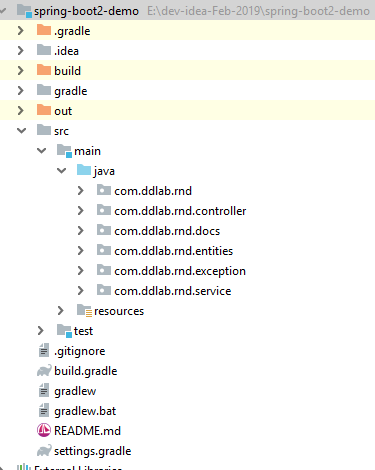 spring-boot2-demo E:\dev-idea-Feb-2019\spring-boot2-demo
.gradle
.idea
build
gradle
out
src
main
java
com.ddlab.rnd
com.ddlab.rnd.controller
com.ddlab.rnd.docs
com.ddlab.rnd.entities
com.ddlab.rnd.exception
com.ddlab.rnd.service
resources
test
.gitignore
build.gradle
gradlew
gradlew.bat
README.md
settings.gradle
External Libraries